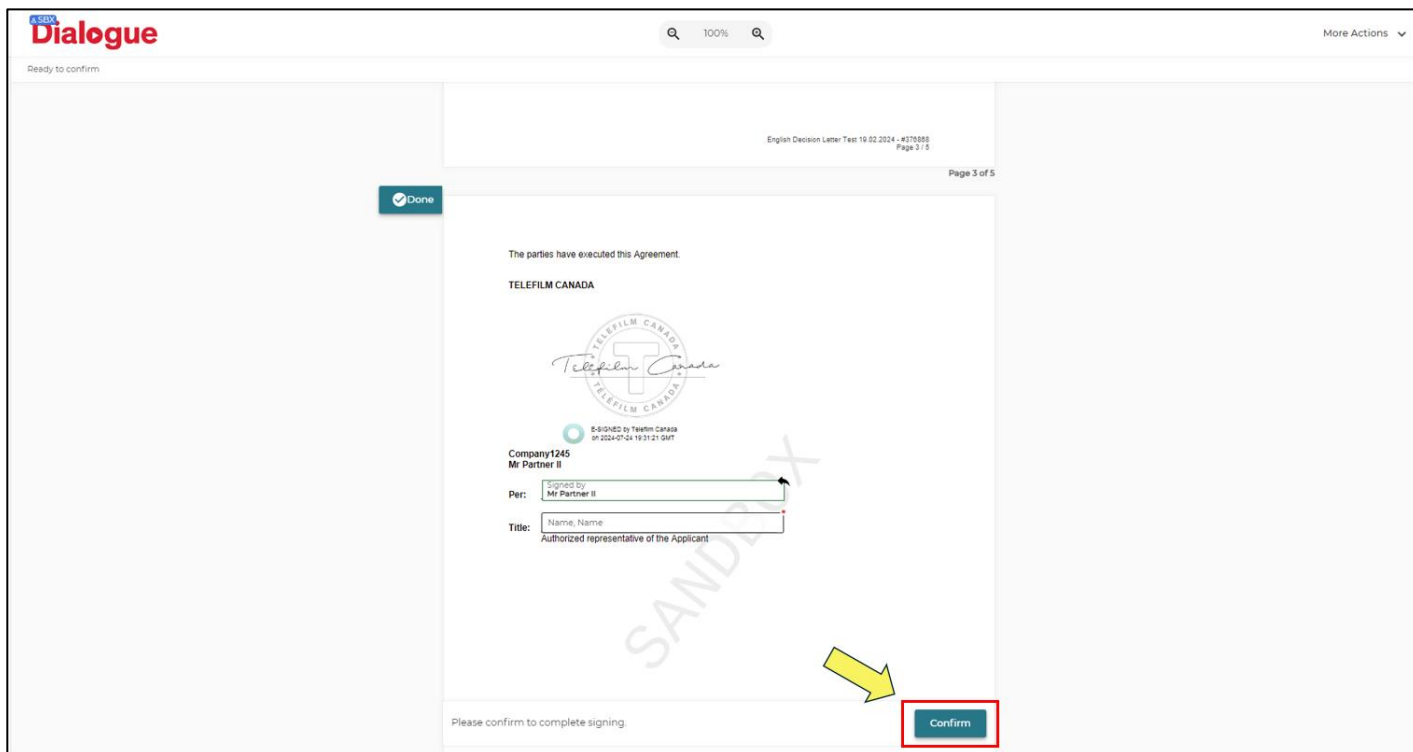 & SBX
Dialogue
100%
More Actions
Ready to confirm
English Decision Letter Test 19.02.2024 - #376868
Page 3 / 5
Page 3 of 5
Done
The parties have executed this Agreement.
TELEFILM CANADA
TELEFILM CANADA
T
Telefilm Canada
TELEFILM CANADA
E-SIGNED by Telefilm Canada
on 2024-07-24 19:31:21 GMT
Company1245
Mr Partner II
Signed by
Per: Mr Partner II
Title: Name, Name
Authorized representative of the Applicant
SANDBOX
Please confirm to complete signing.
Confirm